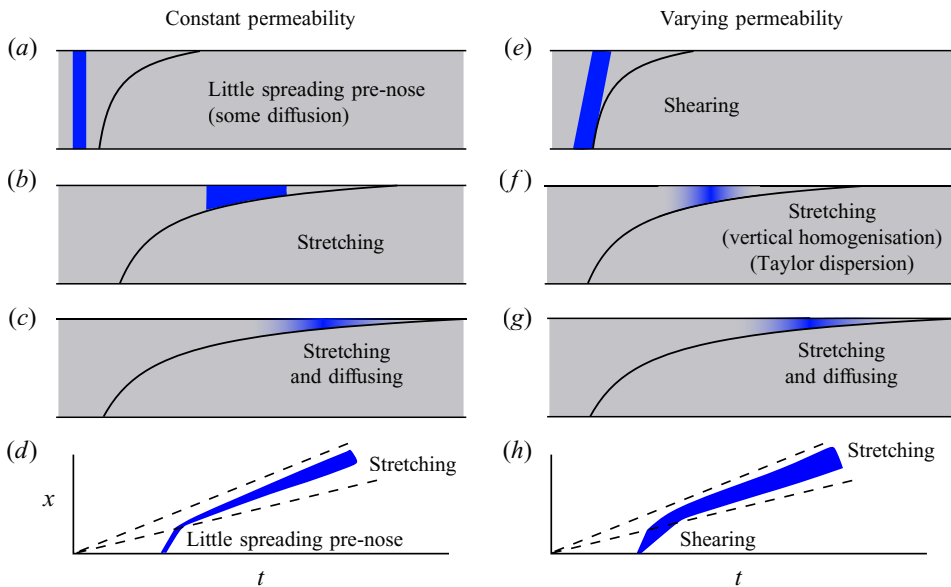 Constant permeability
Varying permeability
(a)
Little spreading pre-nose
(some diffusion)
(e)
Shearing
(b)
Stretching
(f)
Stretching
(vertical homogenisation)
(Taylor dispersion)
(c)
Stretching
and diffusing
(g)
Stretching
and diffusing
(d)
x
Stretching
Little spreading pre-nose
t
(h)
Stretching
Shearing
t